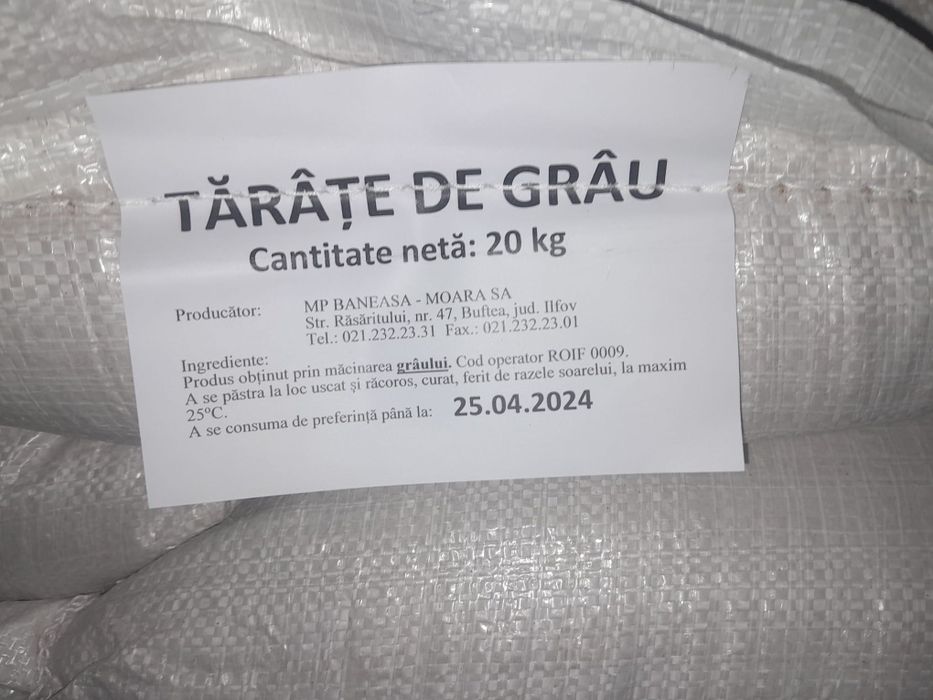 TĂRÂȚE DE GRÂU
Cantitate netă: 20 kg
Producător: MP BANEASA - MOARA SA
Str. Răsăritului, nr. 47, Buftea, jud. Ilfov
Tel.: 021.232.23.31 Fax.: 021.232.23.01
Ingrediente:
Produs obținut prin măcinarea grâului. Cod operator ROIF 0009.
A se păstra la loc uscat și răcoros, curat, ferit de razele soarelui, la maxim
25ºC.
A se consuma de preferință până la: 25.04.2024